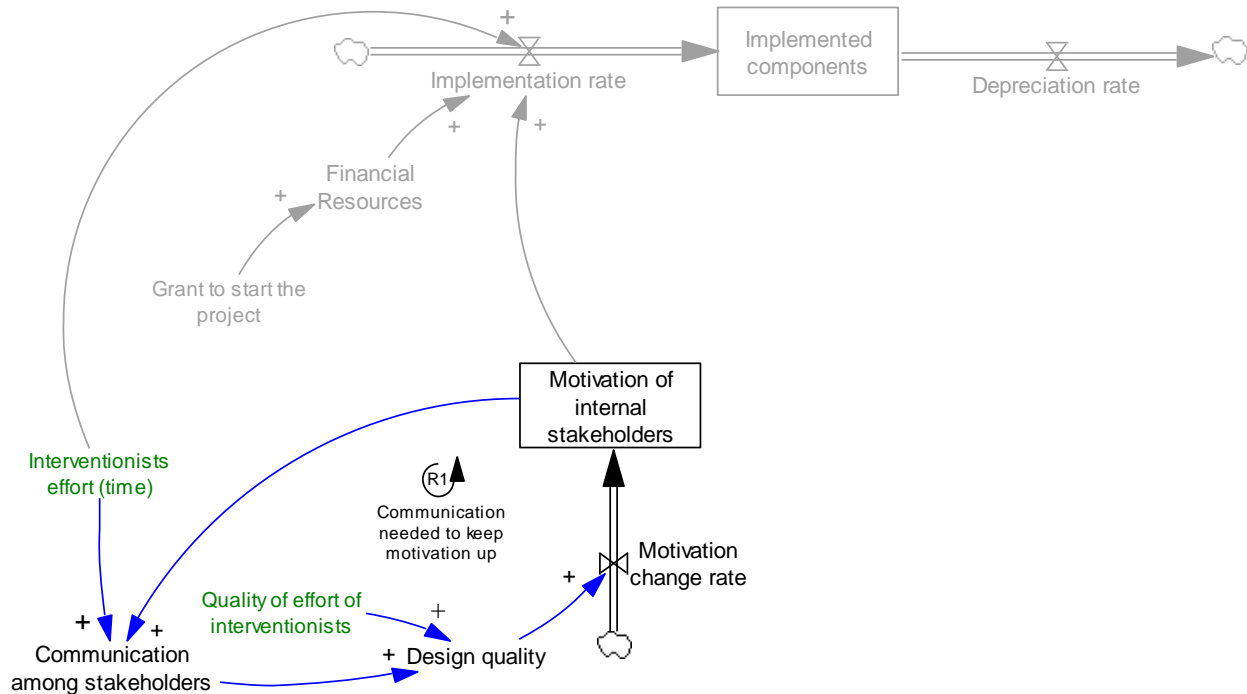 +
Implementation rate
Implemented
components
Depreciation rate
+
+
Financial
Resources
+
Grant to start the
project
Motivation of
internal
stakeholders
Interventionists
effort (time)
R1
Communication
needed to keep
motivation up
Motivation
change rate
+
Quality of effort of
interventionists
+
+
+
Communication
among stakeholders
+
Design quality